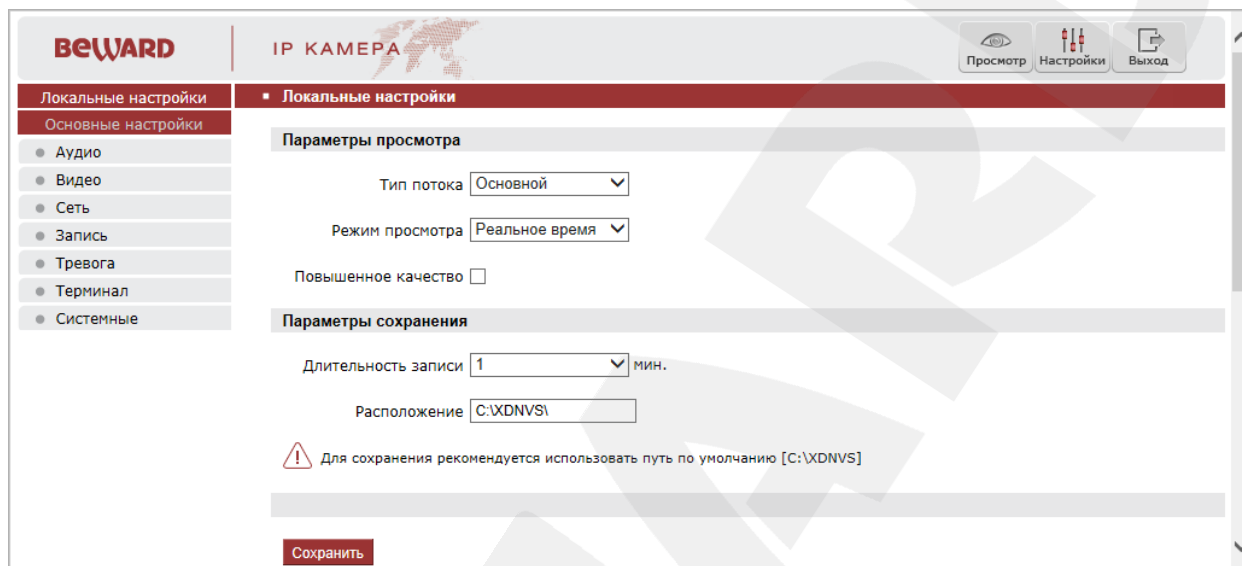 BEWARD
IP КАМЕРА
Просмотр
Настройки
Выход
Локальные настройки
Основные настройки
Аудио
Видео
Сеть
Запись
Тревога
Терминал
Системные
Локальные настройки
Параметры просмотра
Тип потока Основной
Режим просмотра Реальное время
Повышенное качество
Параметры сохранения
Длительность записи 1 мин.
Расположение C:\XDNVS\
Для сохранения рекомендуется использовать путь по умолчанию [C:\XDNVS]
Сохранить